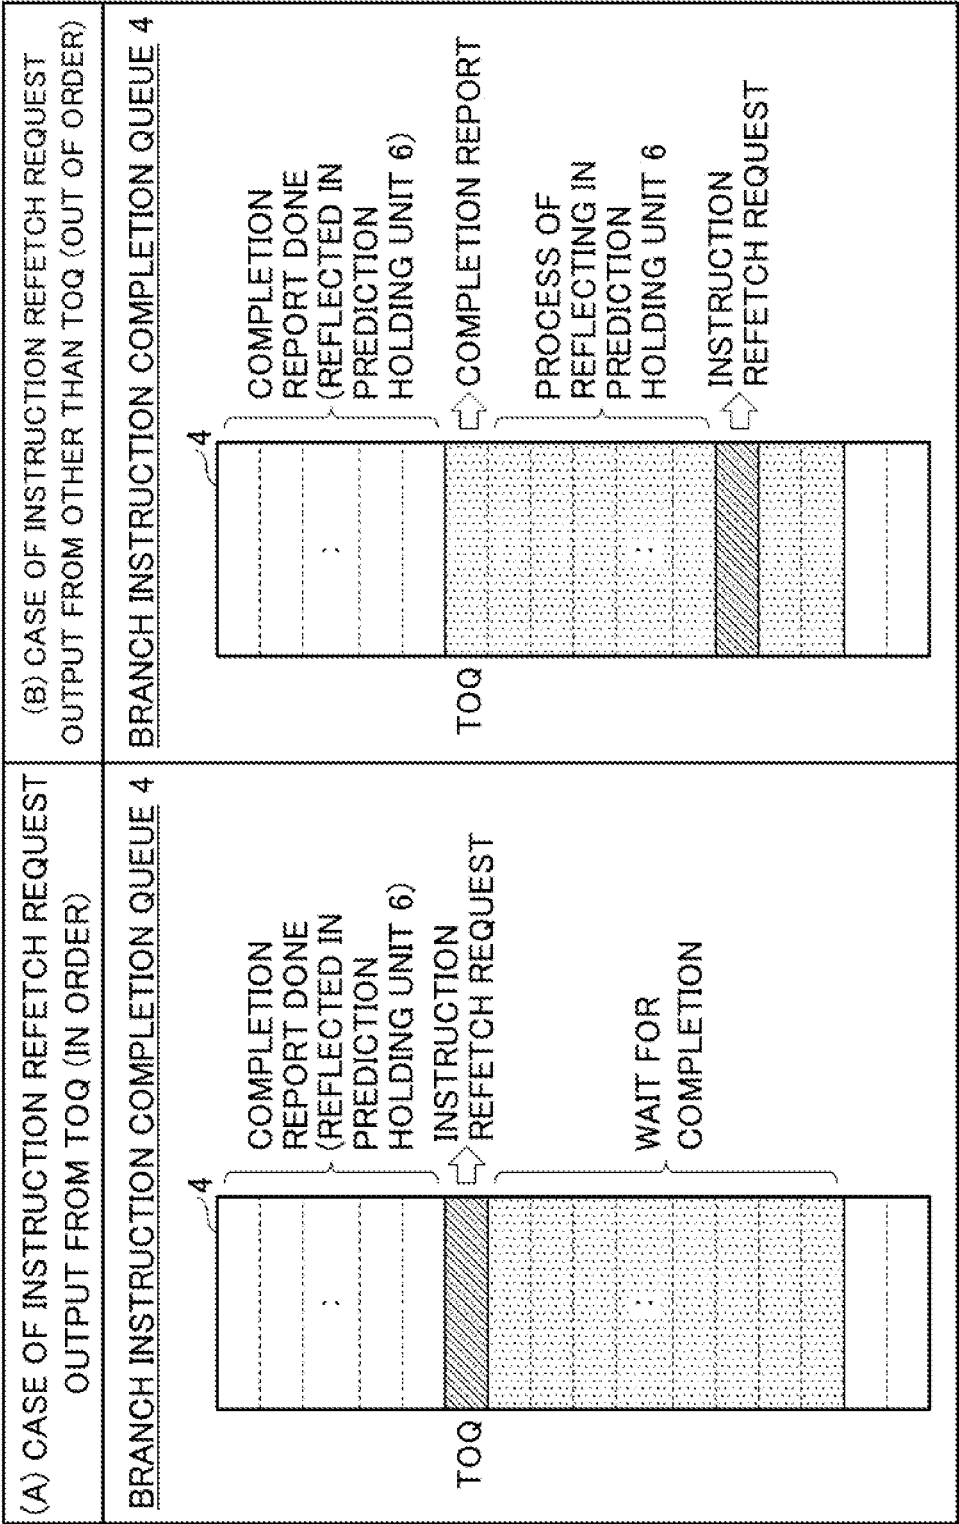 (A) CASE OF INSTRUCTION REFETCH REQUEST
OUTPUT FROM TOQ (IN ORDER)
BRANCH INSTRUCTION COMPLETION QUEUE 4
4
COMPLETION
REPORT DONE
(REFLECTED IN
PREDICTION
HOLDING UNIT 6)
TOQ
INSTRUCTION
REFETCH REQUEST
WAIT FOR
COMPLETION
(B) CASE OF INSTRUCTION REFETCH REQUEST
OUTPUT FROM OTHER THAN TOQ (OUT OF ORDER)
BRANCH INSTRUCTION COMPLETION QUEUE 4
4
COMPLETION
REPORT DONE
(REFLECTED IN
PREDICTION
HOLDING UNIT 6)
TOQ
COMPLETION REPORT
PROCESS OF
REFLECTING IN
PREDICTION
HOLDING UNIT 6
INSTRUCTION
REFETCH REQUEST